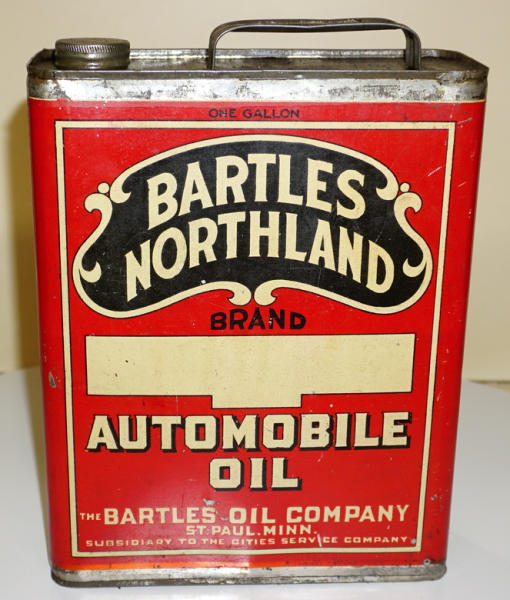 ONE GALLON
BARTLES
NORTHLAND
BRAND
AUTOMOBILE
OIL
THE BARTLES OIL COMPANY
ST. PAUL. MINN.
SUBSIDIARY TO THE CITIES SERVICE COMPANY